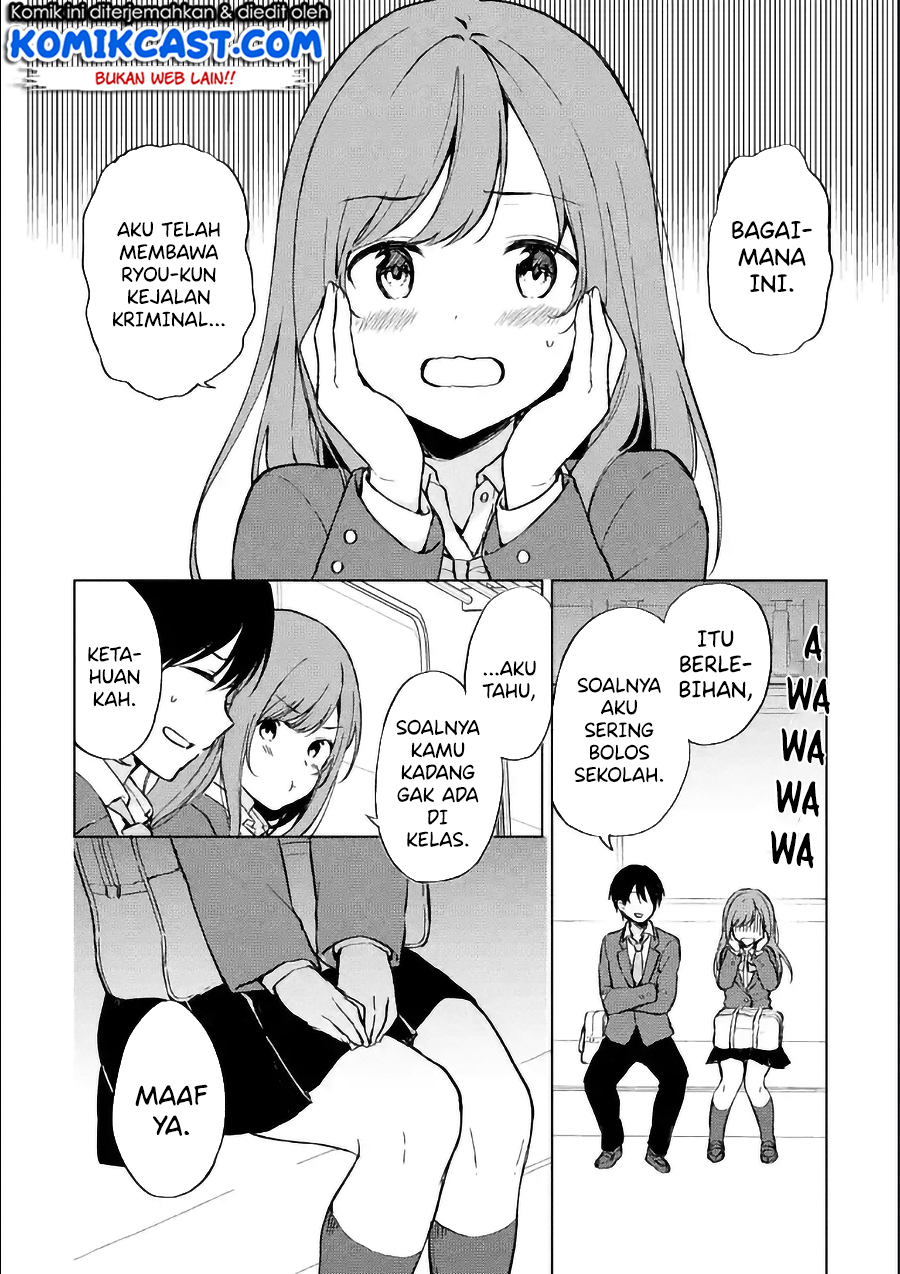 Komik ini diterjemahkan & diedit oleh
KOMIKCAST.COM
BUKAN WEB LAIN!!
BAGAI-
MANA
INI.
AKU TELAH
MEMBAWA
RYOU-KUN
KEJALAN
KRIMINAL...
ITU
BERLE-
BIHAN,
SOALNYA
AKU
SERING
BOLOS
SEKOLAH.
A
WA
WA
WA
WA
...AKU
TAHU,
SOALNYA
KAMU
KADANG
GAK ADA
DI
KELAS.
KETA-
HUAN
KAH.
MAAF
YA.